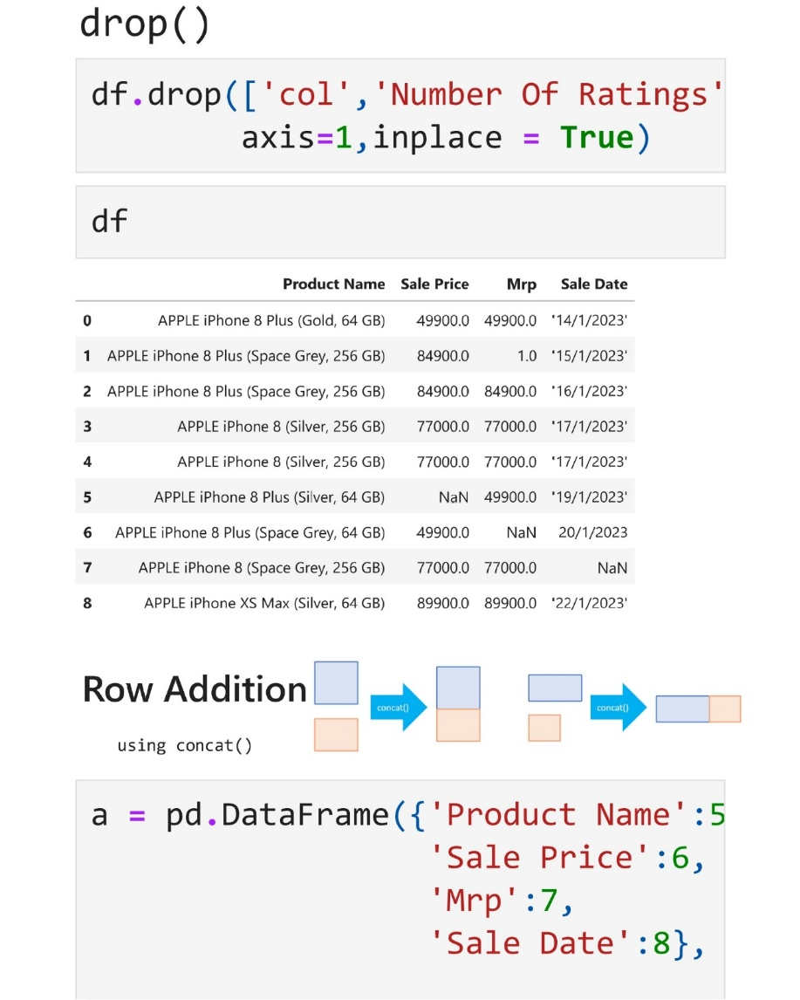 drop()
df.drop(['col','Number Of Ratings'
axis=1,inplace = True)
df
Product Name Sale Price Mrp Sale Date
0 APPLE iPhone 8 Plus (Gold, 64 GB) 49900.0 49900.0 '14/1/2023'
1 APPLE iPhone 8 Plus (Space Grey, 256 GB) 84900.0 1.0 '15/1/2023'
2 APPLE iPhone 8 Plus (Space Grey, 256 GB) 84900.0 84900.0 '16/1/2023'
3 APPLE iPhone 8 (Silver, 256 GB) 77000.0 77000.0 '17/1/2023'
4 APPLE iPhone 8 (Silver, 256 GB) 77000.0 77000.0 '17/1/2023'
5 APPLE iPhone 8 Plus (Silver, 64 GB) NaN 49900.0 '19/1/2023'
6 APPLE iPhone 8 Plus (Space Grey, 64 GB) 49900.0 NaN 20/1/2023
7 APPLE iPhone 8 (Space Grey, 256 GB) 77000.0 77000.0 NaN
8 APPLE iPhone XS Max (Silver, 64 GB) 89900.0 89900.0 '22/1/2023'
Row Addition
concat() concat()
using concat()
a = pd.DataFrame({'Product Name':5
'Sale Price':6,
'Mrp':7,
'Sale Date':8},